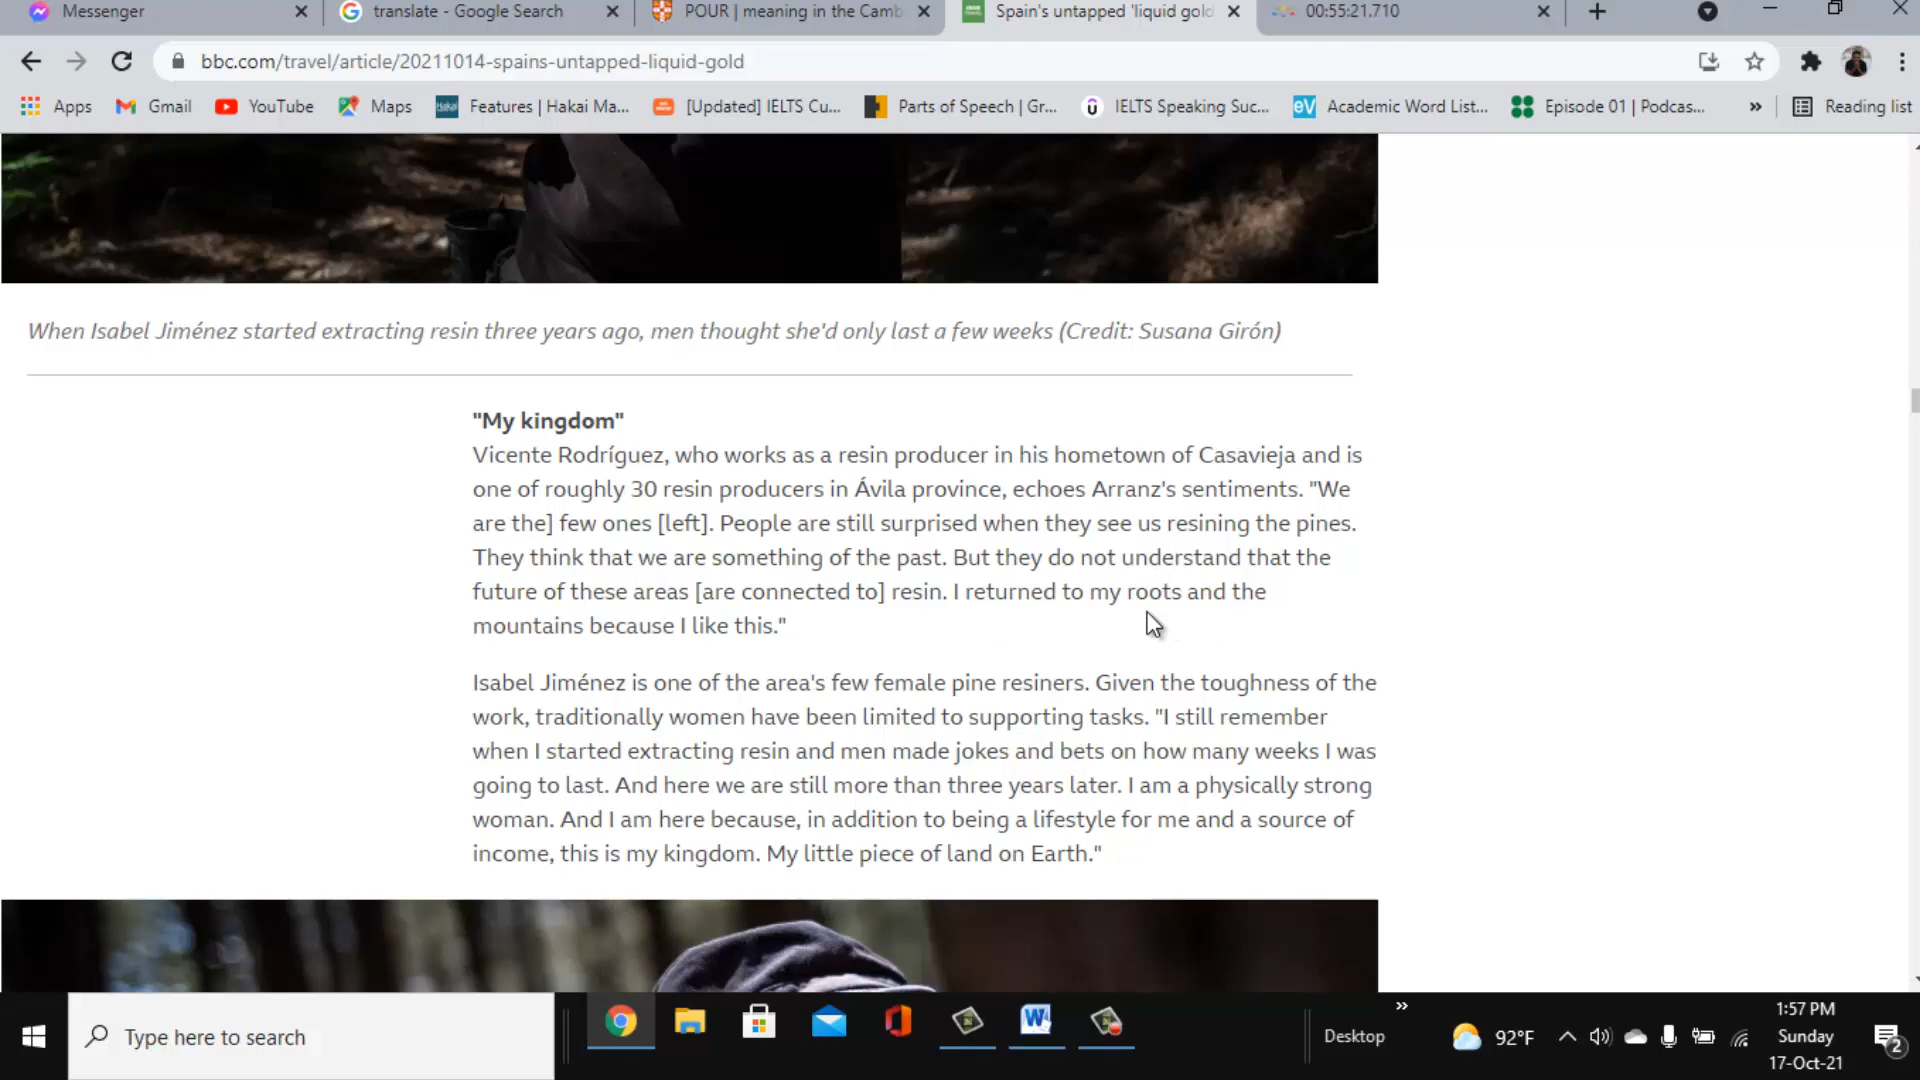 Messenger
translate - Google Search
POUR | meaning in the Camb
Spain's untapped 'liquid gold
00:55:21.710
bbc.com/travel/article/20211014-spains-untapped-liquid-gold
Apps
Gmail
YouTube
Maps
Hakai
Features | Hakai Ma...
[Updated] IELTS Cu...
Parts of Speech | Gr...
IELTS Speaking Suc...
eV
Academic Word List...
Episode 01 | Podcas...
»
Reading list
When Isabel Jiménez started extracting resin three years ago, men thought she'd only last a few weeks (Credit: Susana Girón)
"My kingdom"
Vicente Rodríguez, who works as a resin producer in his hometown of Casavieja and is
one of roughly 30 resin producers in Ávila province, echoes Arranz's sentiments. "We
are the] few ones [left]. People are still surprised when they see us resining the pines.
They think that we are something of the past. But they do not understand that the
future of these areas [are connected to] resin. I returned to my roots and the
mountains because I like this."
Isabel Jiménez is one of the area's few female pine resiners. Given the toughness of the
work, traditionally women have been limited to supporting tasks. "I still remember
when I started extracting resin and men made jokes and bets on how many weeks I was
going to last. And here we are still more than three years later. I am a physically strong
woman. And I am here because, in addition to being a lifestyle for me and a source of
income, this is my kingdom. My little piece of land on Earth."
Type here to search
Desktop
»
92°F
1:57 PM
Sunday
17-Oct-21
2